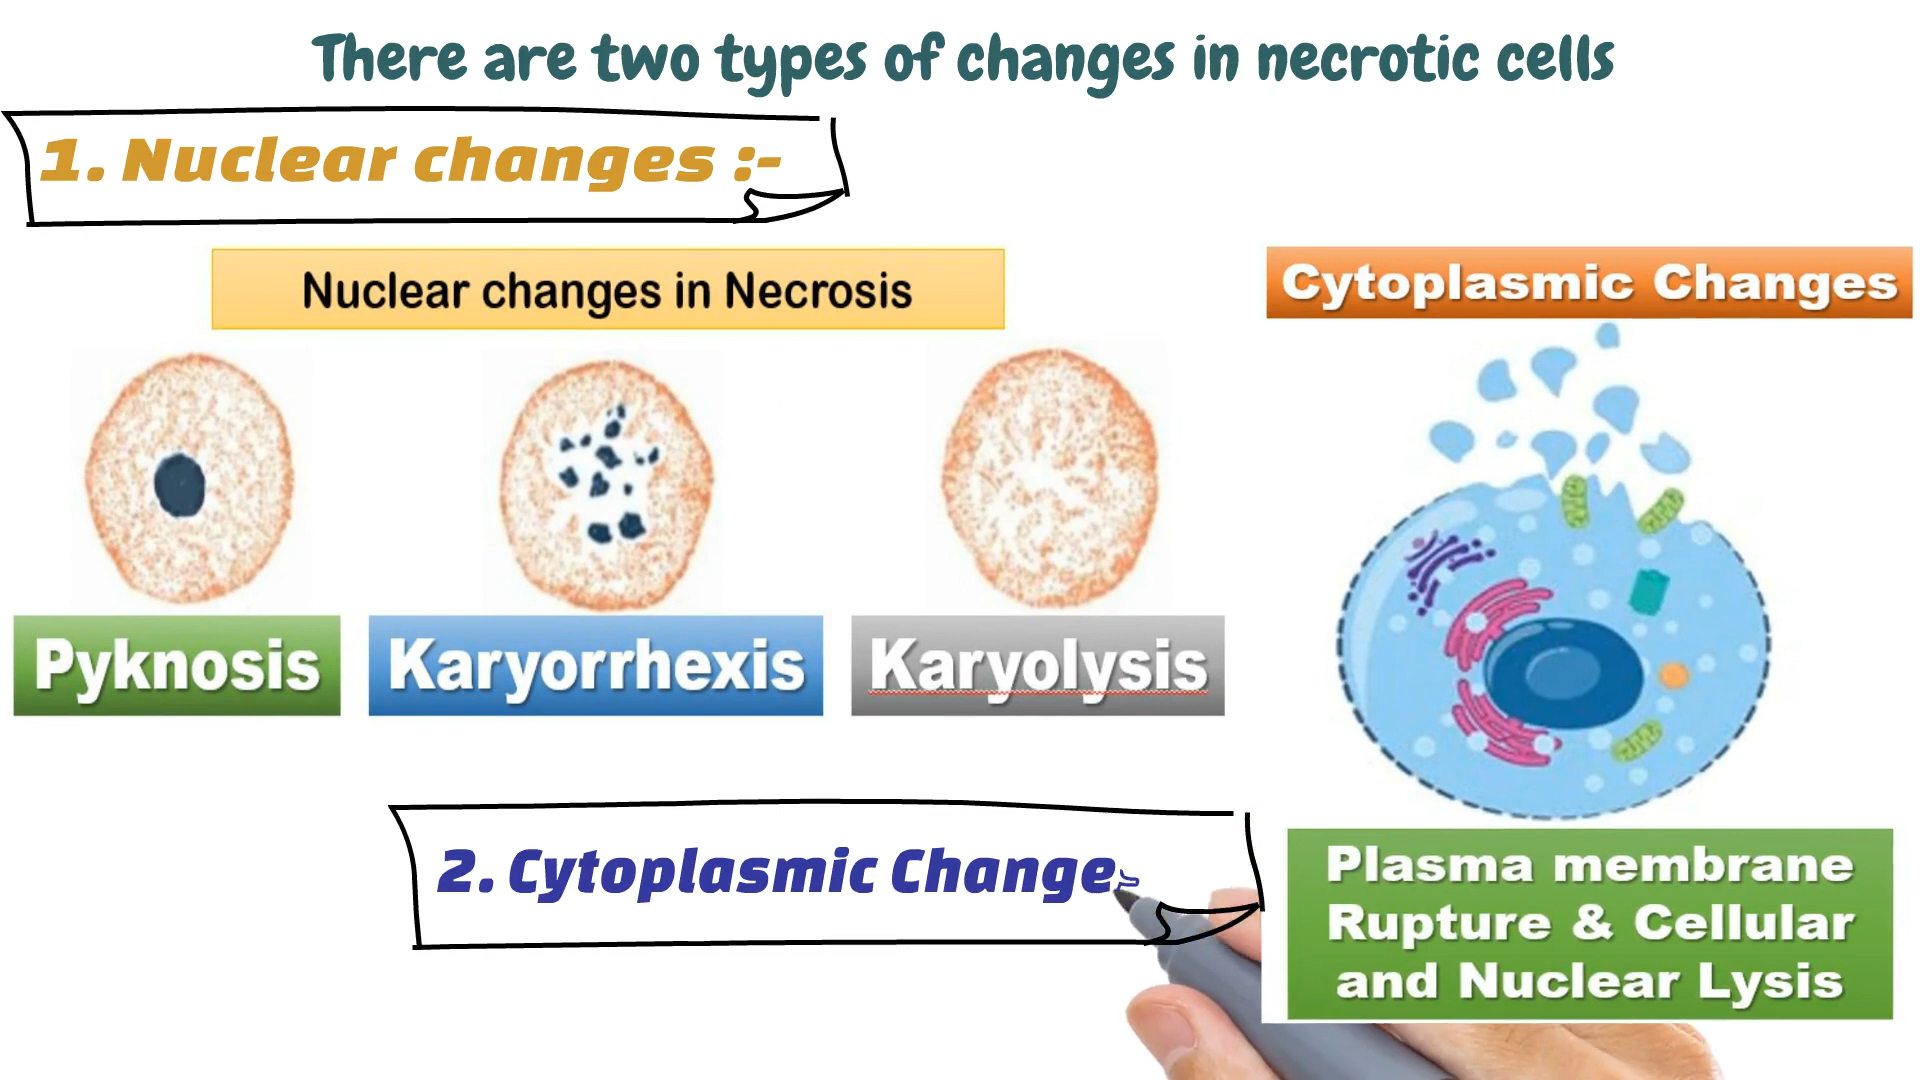 There are two types of changes in necrotic cells
1. Nuclear changes :-
Nuclear changes in Necrosis
Cytoplasmic Changes
Pyknosis
Karyorrhexis
Karyolysis
2. Cytoplasmic Changes
Plasma membrane
Rupture & Cellular
and Nuclear Lysis